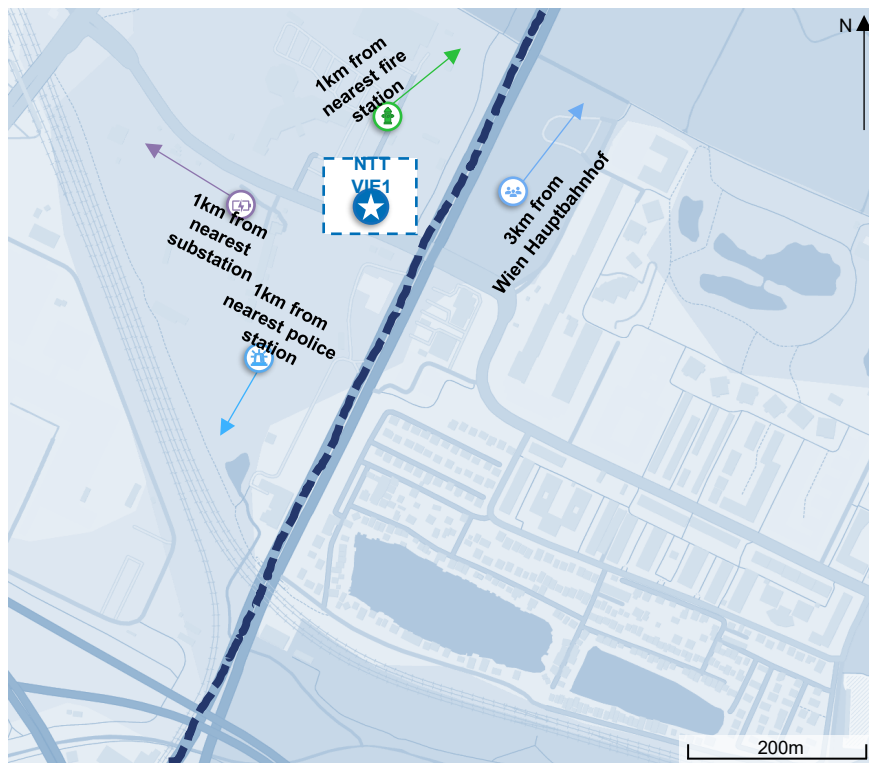 N
1km from
nearest fire
station
NTT
VIE1
3km from
Wien Hauptbahnhof
1km from
nearest
substation
1km from
nearest police
station
200m